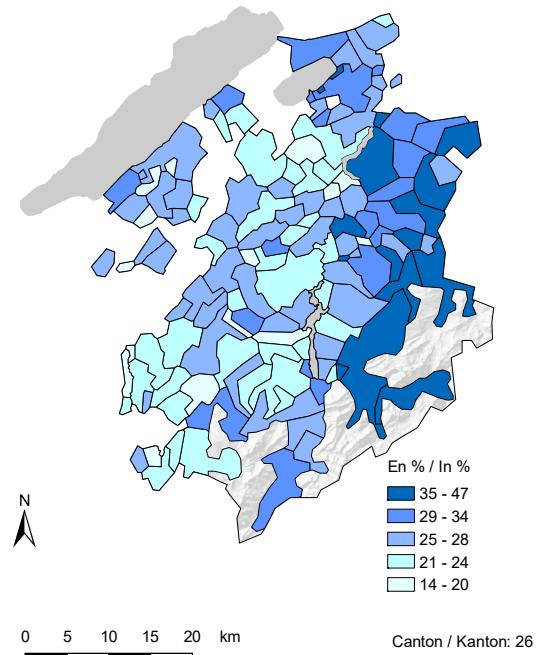 En % / In %
35 - 47
29 - 34
25 - 28
21 - 24
14 - 20
N
0 5 10 15 20 km
Canton / Kanton: 26